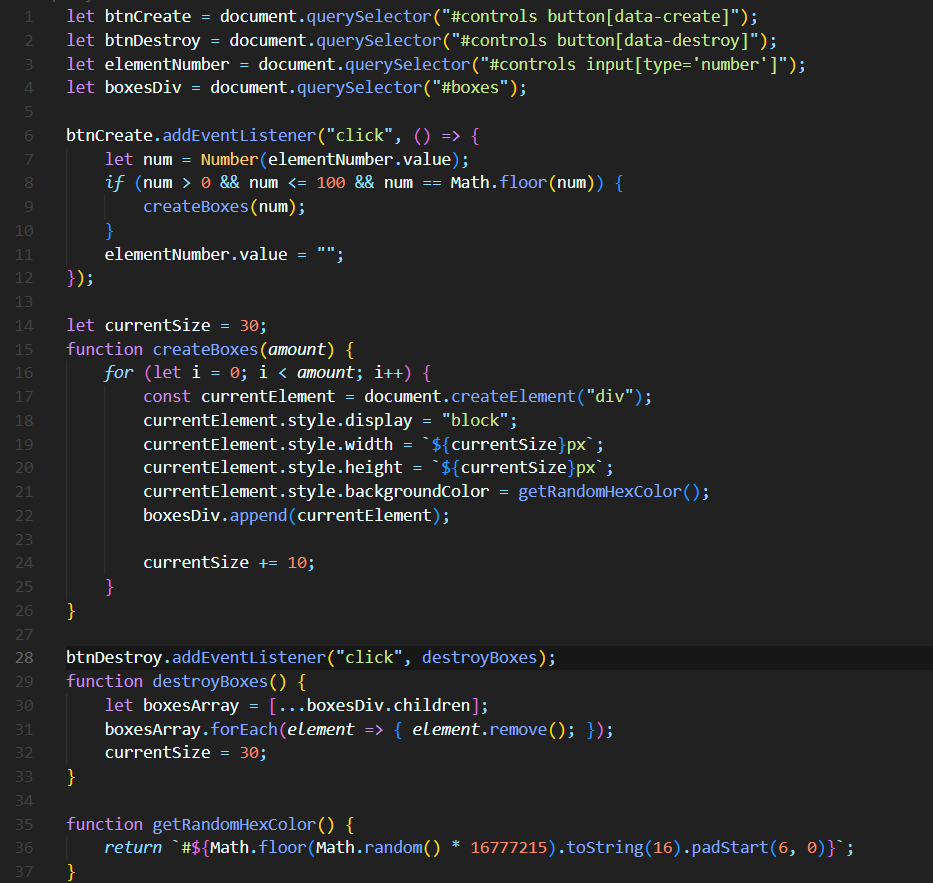 1 let btnCreate = document.querySelector("#controls button[data-create]");
2 let btnDestroy = document.querySelector("#controls button[data-destroy]");
3 let elementNumber = document.querySelector("#controls input[type='number']");
4 let boxesDiv = document.querySelector("#boxes");
5
6 btnCreate.addEventListener("click", () => {
7     let num = Number(elementNumber.value);
8     if (num > 0 && num <= 100 && num == Math.floor(num)) {
9         createBoxes(num);
10     }
11     elementNumber.value = "";
12 });
13
14 let currentSize = 30;
15 function createBoxes(amount) {
16     for (let i = 0; i < amount; i++) {
17         const currentElement = document.createElement("div");
18         currentElement.style.display = "block";
19         currentElement.style.width = `${currentSize}px`;
20         currentElement.style.height = `${currentSize}px`;
21         currentElement.style.backgroundColor = getRandomHexColor();
22         boxesDiv.append(currentElement);
23
24         currentSize += 10;
25     }
26 }
27
28 btnDestroy.addEventListener("click", destroyBoxes);
29 function destroyBoxes() {
30     let boxesArray = [...boxesDiv.children];
31     boxesArray.forEach(element => { element.remove(); });
32     currentSize = 30;
33 }
34
35 function getRandomHexColor() {
36     return `#${Math.floor(Math.random() * 16777215).toString(16).padStart(6, 0)}`;
37 }